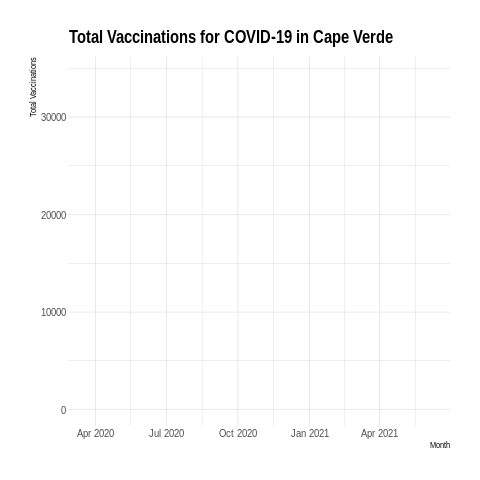 Total Vaccinations for COVID-19 in Cape Verde
Total Vaccinations
30000
20000
10000
0
Apr 2020 Jul 2020 Oct 2020 Jan 2021 Apr 2021
Month